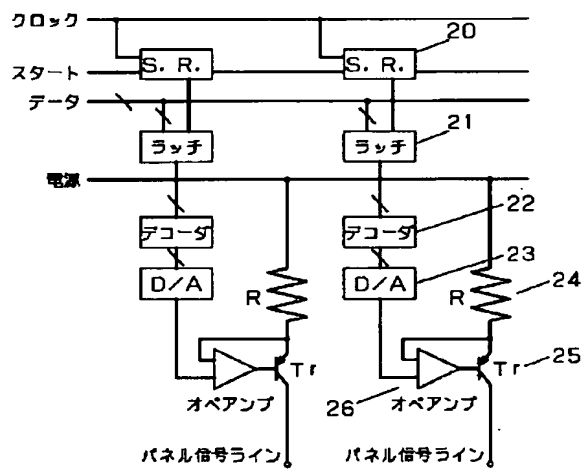 クロック
20
S. R.
S. R.
スタート
データ
21
ラッチ
ラッチ
電源
22
デコーダ
デコーダ
23
D/A
D/A
24
R
R
25
Tr
Tr
26
オペアンプ
オペアンプ
パネル信号ライン
パネル信号ライン